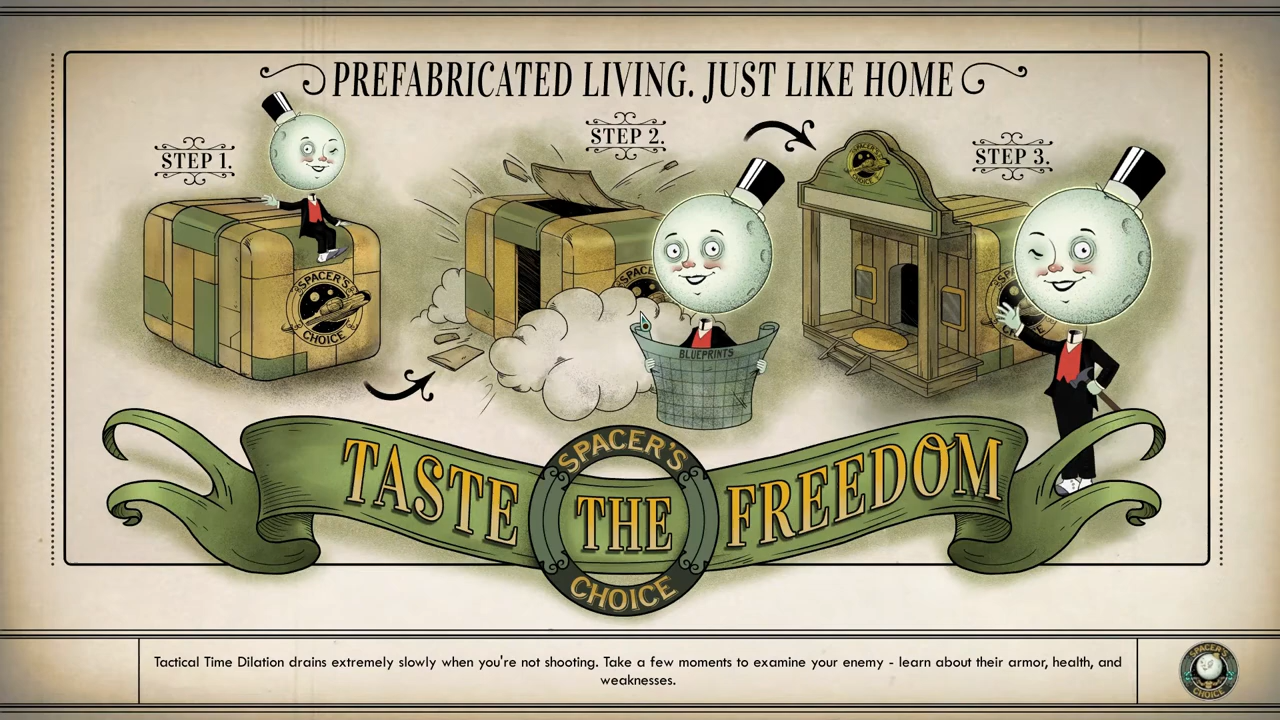 PREFABRICATED LIVING. JUST LIKE HOME
STEP 1.
STEP 2.
STEP 3.
SPACER'S
CHOICE
SPACER'S
SPACER'S
CHOICE
BLUEPRINTS
TASTE THE FREEDOM
SPACER'S
CHOICE
Tactical Time Dilation drains extremely slowly when you're not shooting. Take a few moments to examine your enemy - learn about their armor, health, and
weaknesses.
SPACER'S
CHOICE